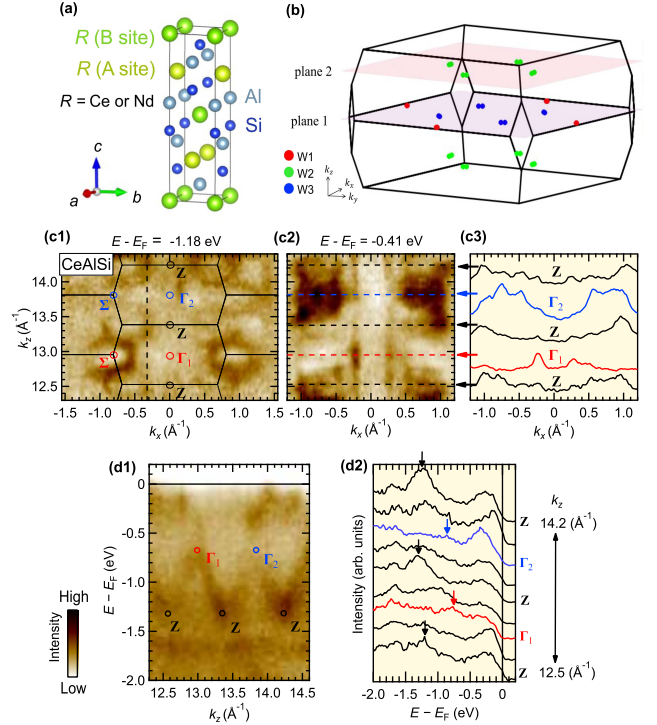 (a)
R (B site)
R (A site)
R = Ce or Nd
Al
Si
c
a
b
(b)
plane 2
plane 1
W1
W2
W3
kz
kx
ky
(c1)
E - EF = -1.18 eV
CeAlSi
Z
Σ
Γ2
Z
Σ
Γ1
Z
kz (Å-1)
14.0
13.5
13.0
12.5
-1.5 -1.0 -0.5 0.0 0.5 1.0 1.5
kx (Å-1)
(c2)
E - EF = -0.41 eV
-1.0 -0.5 0.0 0.5 1.0
kx (Å-1)
(c3)
Z
Γ2
Z
Γ1
Z
-1.0 -0.5 0.0 0.5 1.0
kx (Å-1)
(d1)
0
-0.5
-1.0
-1.5
-2.0
E − EF (eV)
Γ1
Γ2
Z
Z
Z
12.5 13.0 13.5 14.0 14.5
kz (Å-1)
High
Intensity
Low
(d2)
Intensity (arb. units)
kz
Z
14.2 (Å-1)
Γ2
Z
Γ1
Z
12.5 (Å-1)
-2.0 -1.5 -1.0 -0.5 0.0
E − EF (eV)